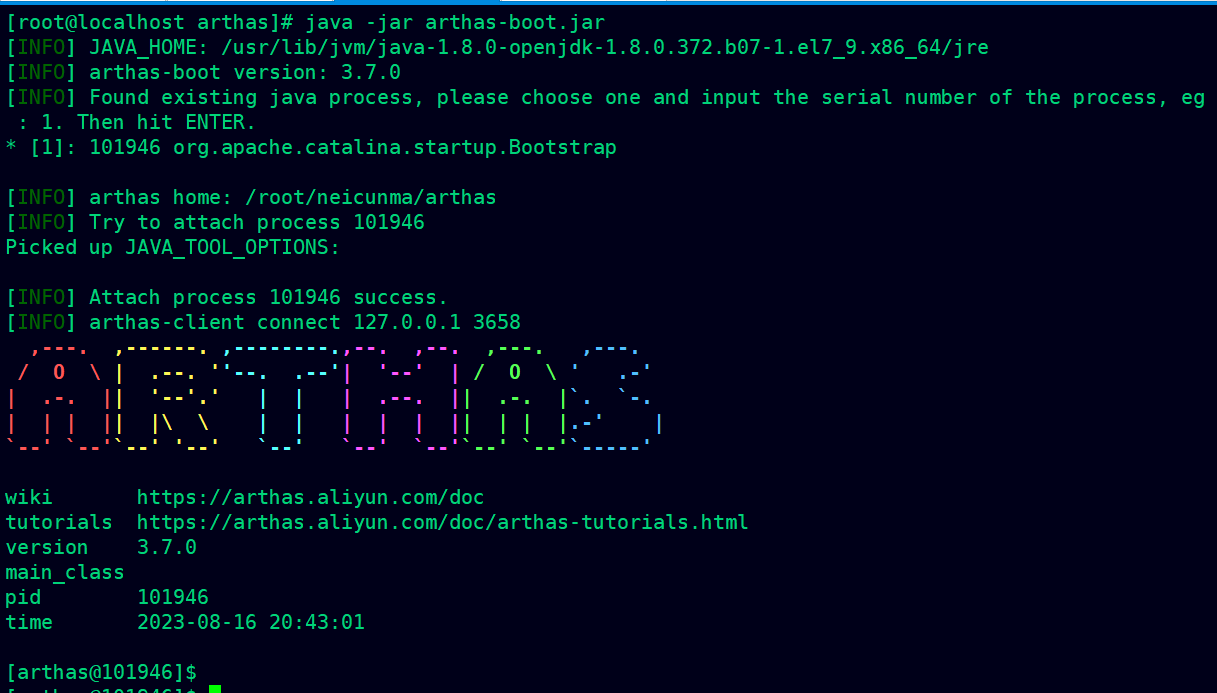 [root@localhost arthas]# java -jar arthas-boot.jar
[INFO] JAVA_HOME: /usr/lib/jvm/java-1.8.0-openjdk-1.8.0.372.b07-1.el7_9.x86_64/jre
[INFO] arthas-boot version: 3.7.0
[INFO] Found existing java process, please choose one and input the serial number of the process, eg
 : 1. Then hit ENTER.
* [1]: 101946 org.apache.catalina.startup.Bootstrap
[INFO] arthas home: /root/neicunma/arthas
[INFO] Try to attach process 101946
Picked up JAVA_TOOL_OPTIONS:
[INFO] Attach process 101946 success.
[INFO] arthas-client connect 127.0.0.1 3658
ARTHAS
wiki       https://arthas.aliyun.com/doc
tutorials  https://arthas.aliyun.com/doc/arthas-tutorials.html
version    3.7.0
main_class
pid        101946
time       2023-08-16 20:43:01
[arthas@101946]$
[arthas@101946]$